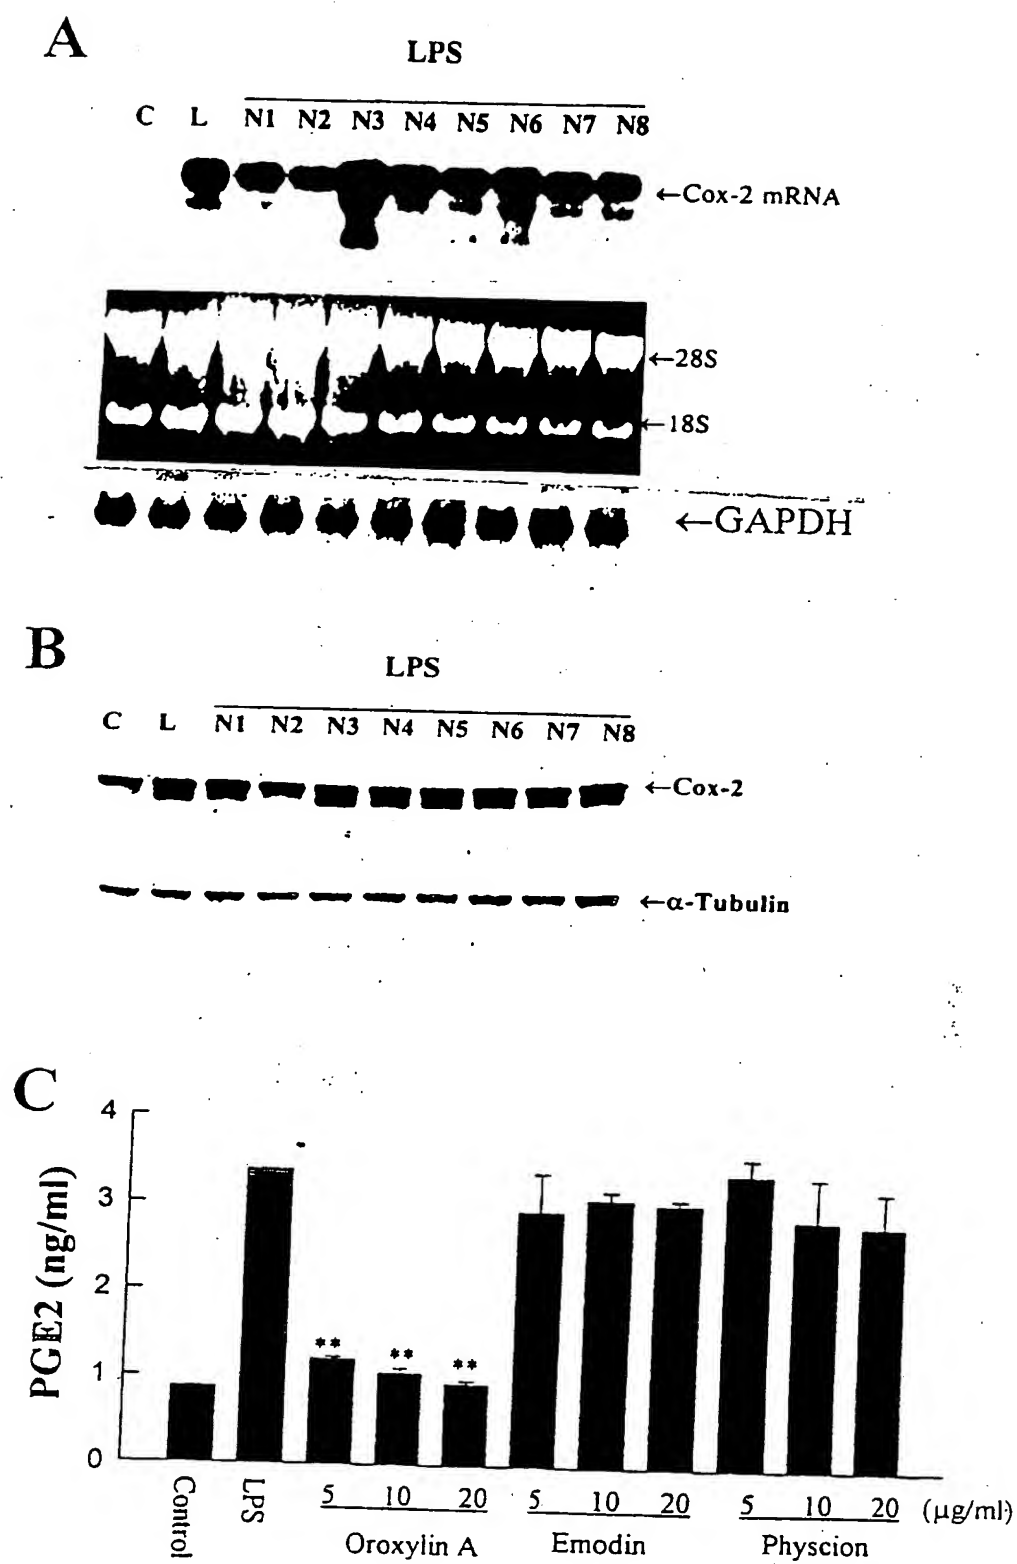 A
LPS
C L N1 N2 N3 N4 N5 N6 N7 N8
←Cox-2 mRNA
←28S
←18S
←GAPDH
B
LPS
C L N1 N2 N3 N4 N5 N6 N7 N8
←Cox-2
←α-Tubulin
C
PGE2 (ng/ml)
4
3
2
1
0
** ** **
Control LPS 5 10 20 5 10 20 5 10 20 (μg/ml)
Oroxylin A Emodin Physcion